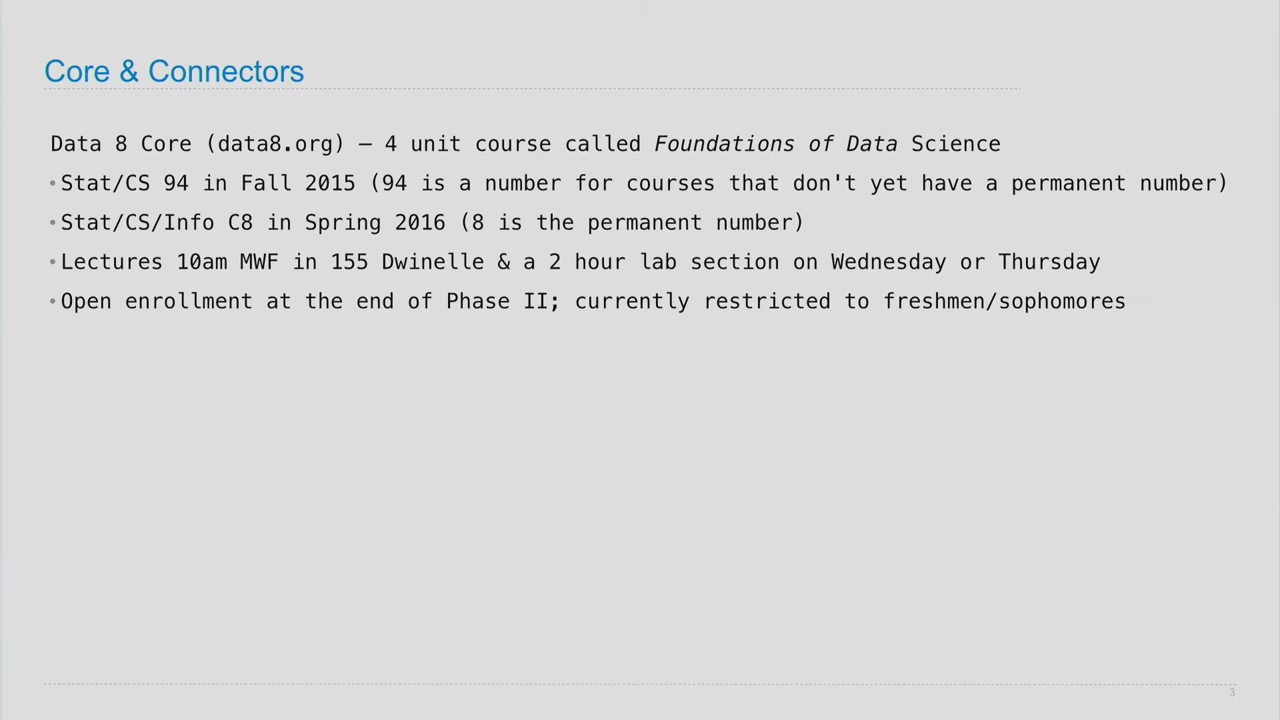 Core & Connectors
Data 8 Core (data8.org) – 4 unit course called Foundations of Data Science
•Stat/CS 94 in Fall 2015 (94 is a number for courses that don't yet have a permanent number)
•Stat/CS/Info C8 in Spring 2016 (8 is the permanent number)
•Lectures 10am MWF in 155 Dwinelle & a 2 hour lab section on Wednesday or Thursday
•Open enrollment at the end of Phase II; currently restricted to freshmen/sophomores
3